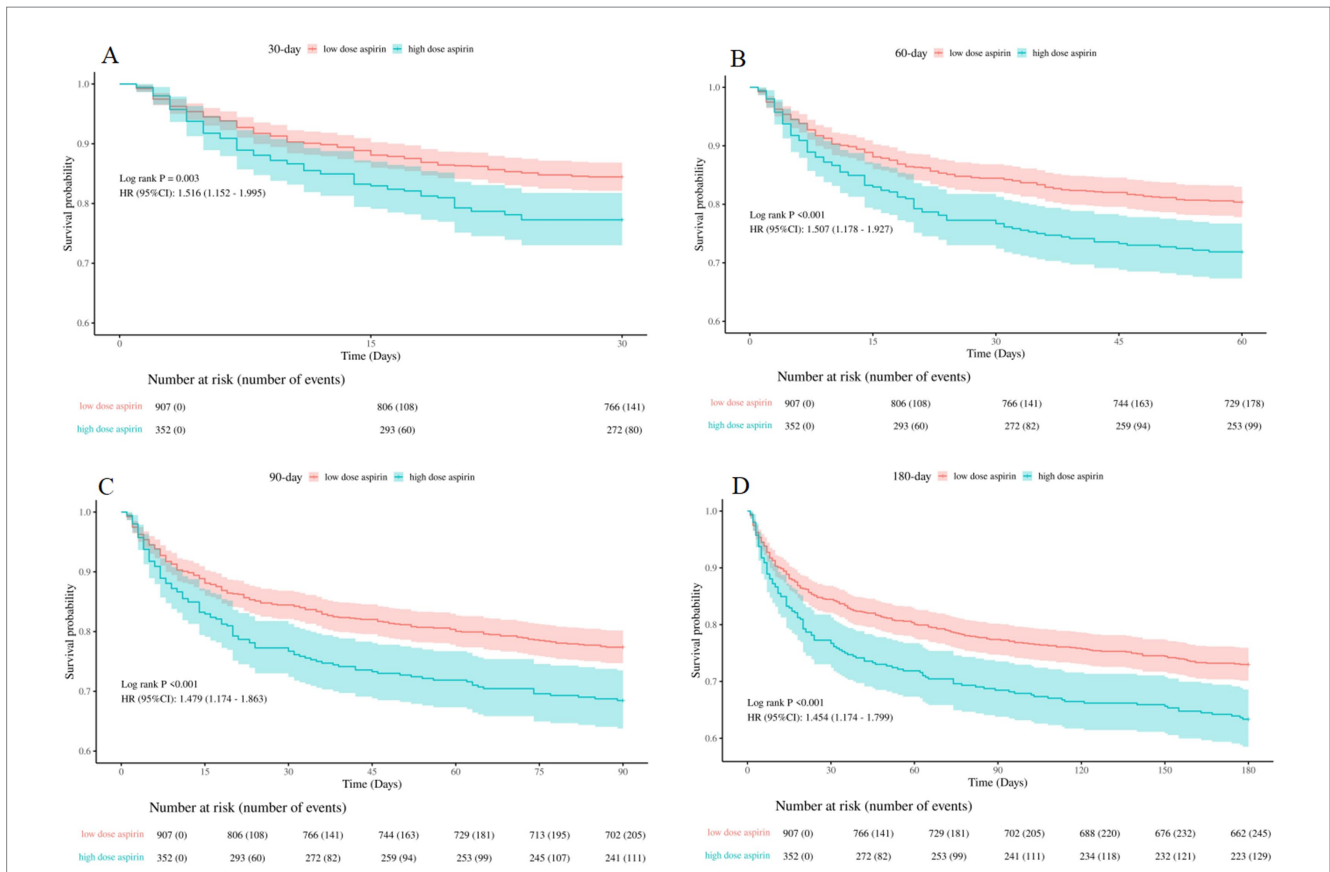 A
30-day low dose aspirin high dose aspirin
Survival probability
1.0
0.9
0.8
0.7
0.6
Log rank P = 0.003
HR (95%CI): 1.516 (1.152 - 1.995)
0 15 30
Time (Days)
Number at risk (number of events)
low dose aspirin 907 (0) 806 (108) 766 (141)
high dose aspirin 352 (0) 293 (60) 272 (80)
B
60-day low dose aspirin high dose aspirin
Survival probability
1.0
0.9
0.8
0.7
0.6
Log rank P <0.001
HR (95%CI): 1.507 (1.178 - 1.927)
0 15 30 45 60
Time (Days)
Number at risk (number of events)
low dose aspirin 907 (0) 806 (108) 766 (141) 744 (163) 729 (178)
high dose aspirin 352 (0) 293 (60) 272 (82) 259 (94) 253 (99)
C
90-day low dose aspirin high dose aspirin
Survival probability
1.0
0.9
0.8
0.7
0.6
Log rank P <0.001
HR (95%CI): 1.479 (1.174 - 1.863)
0 15 30 45 60 75 90
Time (Days)
Number at risk (number of events)
low dose aspirin 907 (0) 806 (108) 766 (141) 744 (163) 729 (181) 713 (195) 702 (205)
high dose aspirin 352 (0) 293 (60) 272 (82) 259 (94) 253 (99) 245 (107) 241 (111)
D
180-day low dose aspirin high dose aspirin
Survival probability
1.0
0.9
0.8
0.7
0.6
Log rank P <0.001
HR (95%CI): 1.454 (1.174 - 1.799)
0 30 60 90 120 150 180
Time (Days)
Number at risk (number of events)
low dose aspirin 907 (0) 766 (141) 729 (181) 702 (205) 688 (220) 676 (232) 662 (245)
high dose aspirin 352 (0) 272 (82) 253 (99) 241 (111) 234 (118) 232 (121) 223 (129)